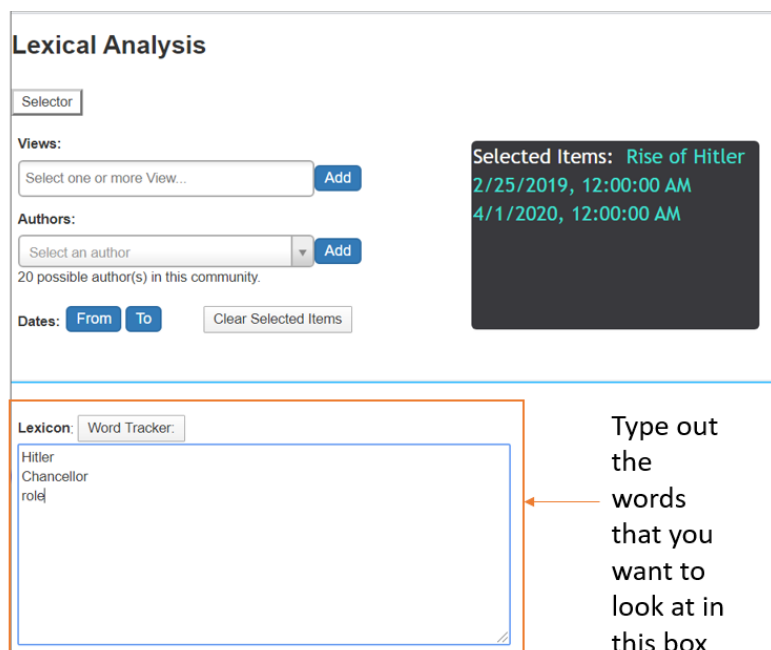 Lexical Analysis
Selector
Views:
Select one or more View...
Add
Authors:
Select an author
Add
20 possible author(s) in this community.
Dates: From To Clear Selected Items
Selected Items: Rise of Hitler
2/25/2019, 12:00:00 AM
4/1/2020, 12:00:00 AM
Lexicon: Word Tracker:
Hitler
Chancellor
role
Type out
the
words
that you
want to
look at in
this box